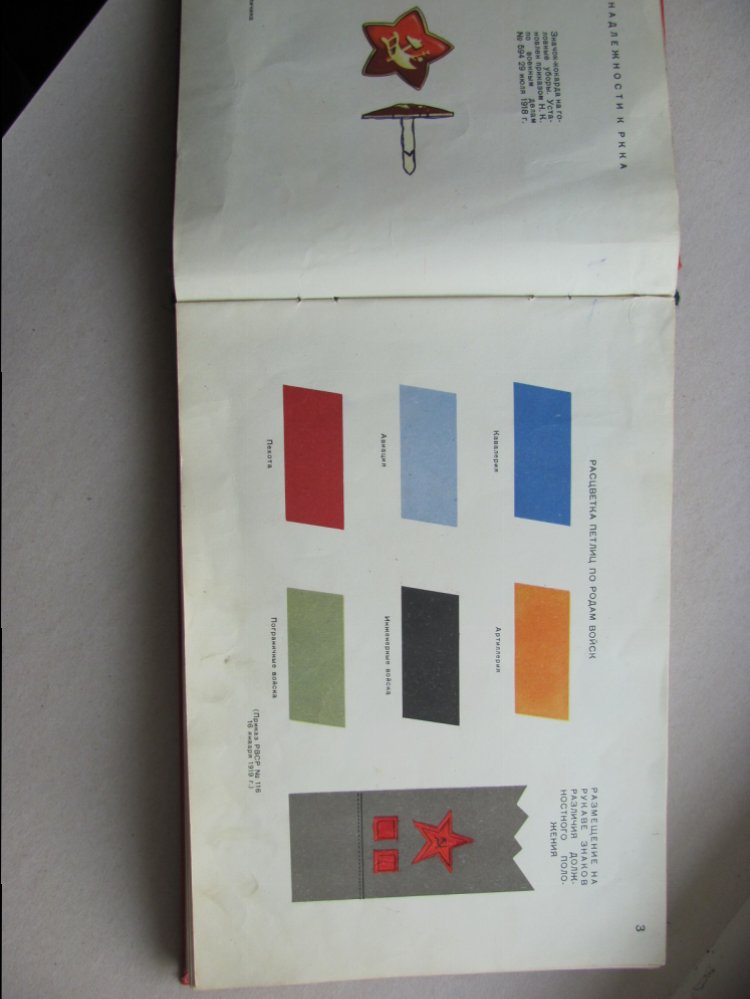 НАДЛЕЖНОСТИ К РККА
Значок-кокарда на го-
ловные уборы. Уста-
новлен приказом Н. К.
по военным делам
№ 594 29 июля 1918 г.
РАСЦВЕТКА ПЕТЛИЦ ПО РОДАМ ВОЙСК
Кавалерия
Артиллерия
Авиация
Инженерные войска
Пехота
Пограничные войска
(Приказ РВСР № 116
16 января 1919 г.)
РАЗМЕЩЕНИЕ НА
РУКАВЕ ЗНАКОВ
РАЗЛИЧИЯ ДОЛЖ-
НОСТНОГО ПОЛО-
ЖЕНИЯ
3